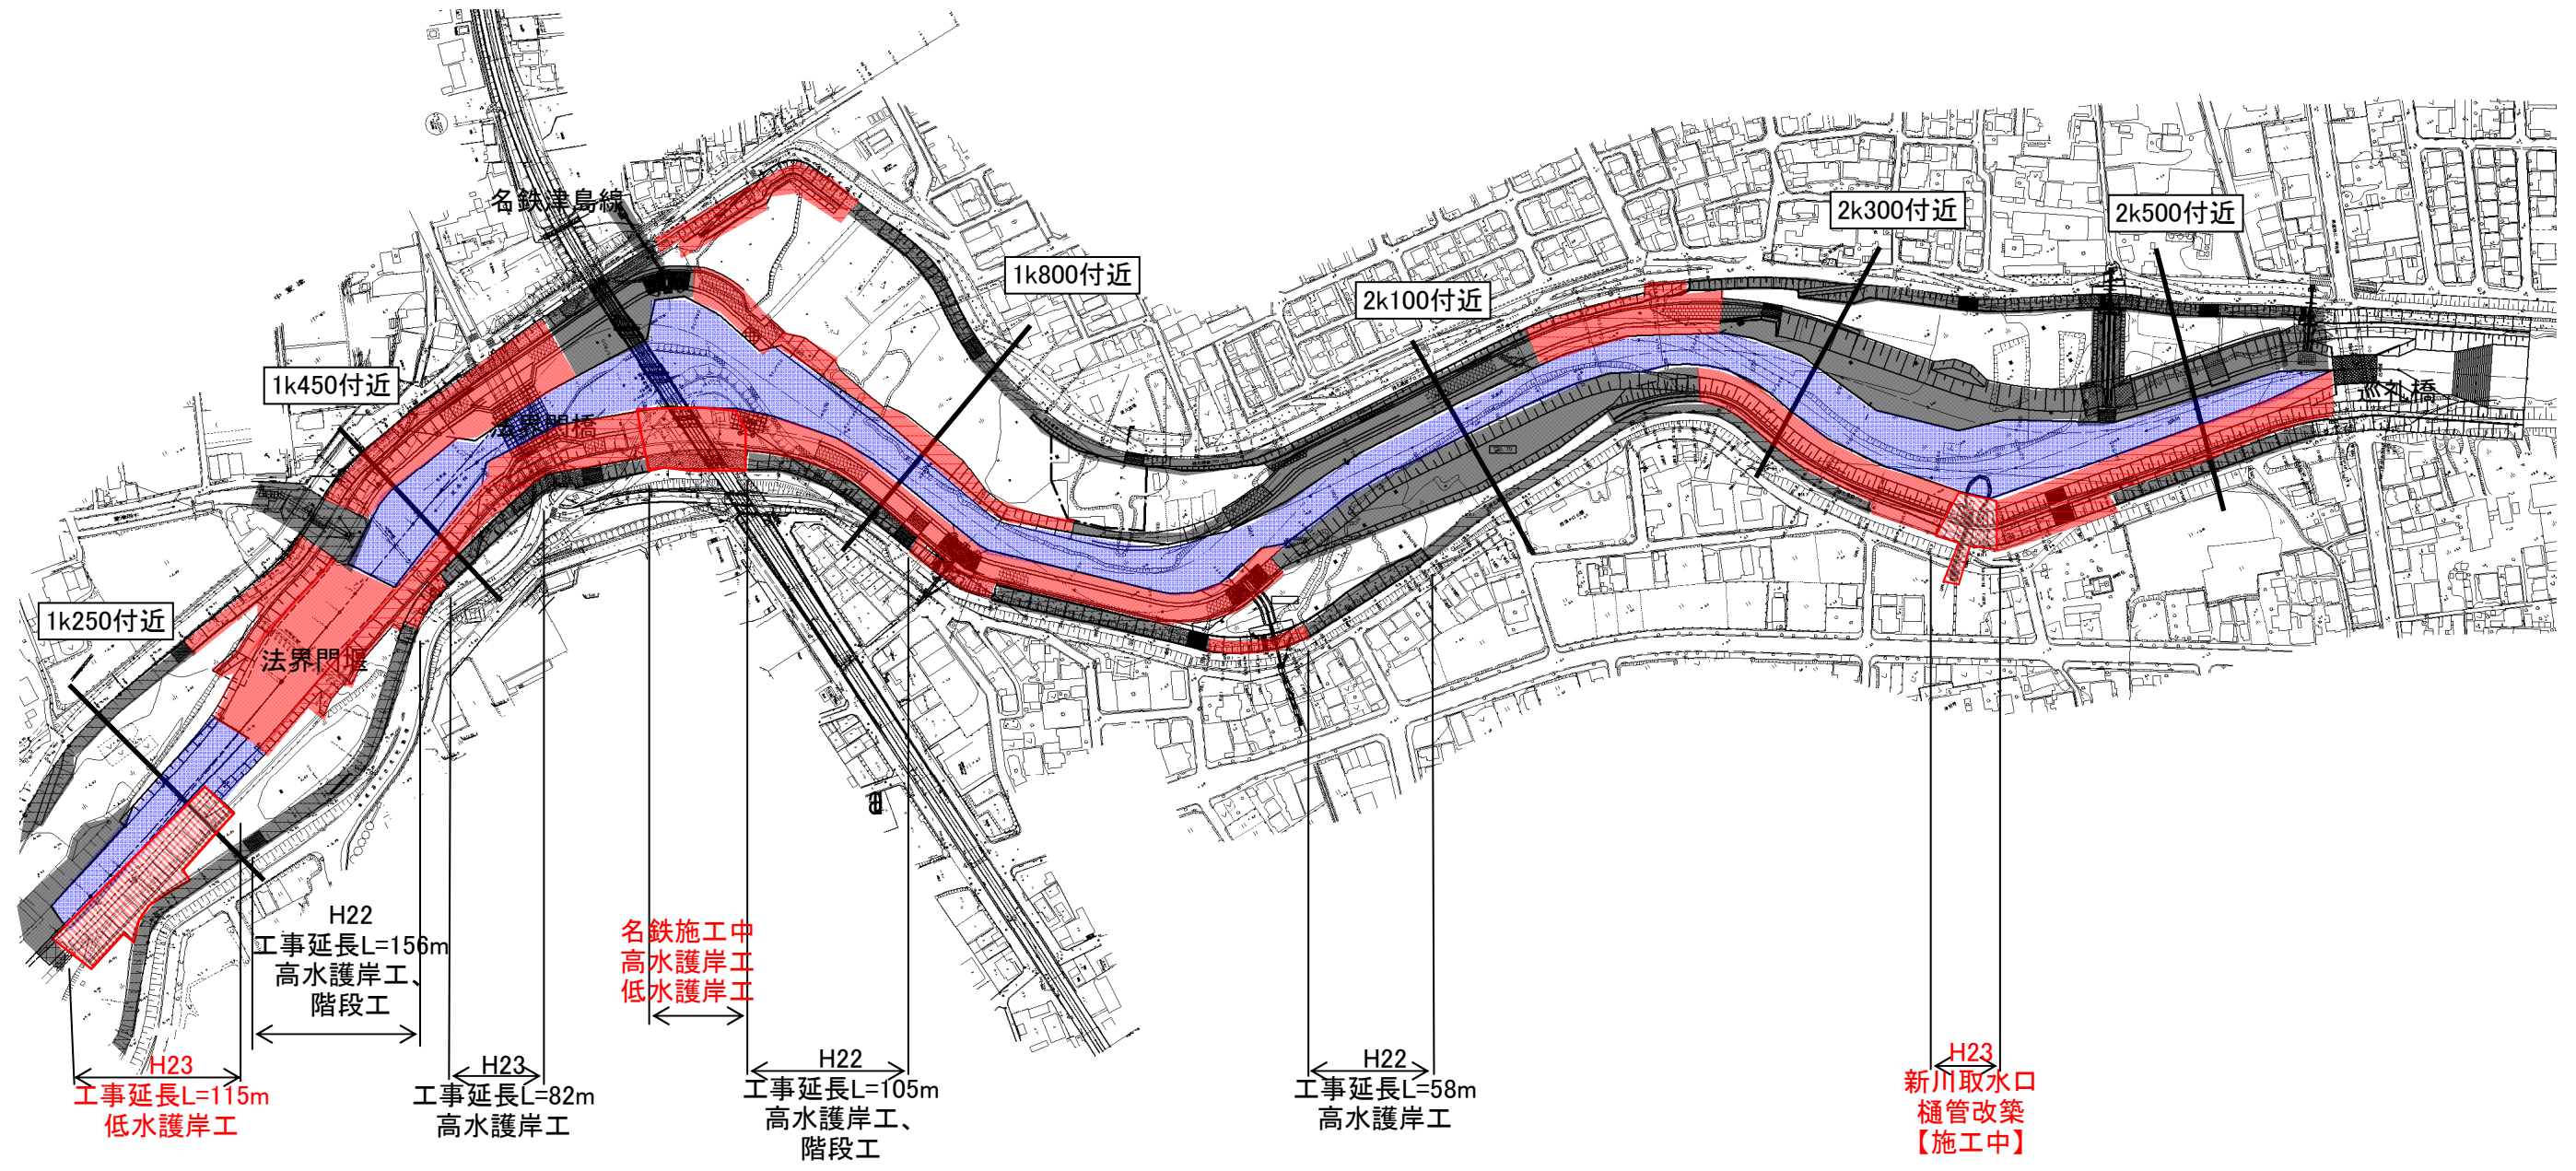 名鉄津島線
2k300付近
2k500付近
1k800付近
2k100付近
1k450付近
法界門橋
巡礼橋
1k250付近
法界門堰
H22
工事延長L=156m
高水護岸工、
階段工
名鉄施工中
高水護岸工
低水護岸工
H23
工事延長L=115m
低水護岸工
H23
工事延長L=82m
高水護岸工
H22
工事延長L=105m
高水護岸工、
階段工
H22
工事延長L=58m
高水護岸工
H23
新川取水口
樋管改築
【施工中】